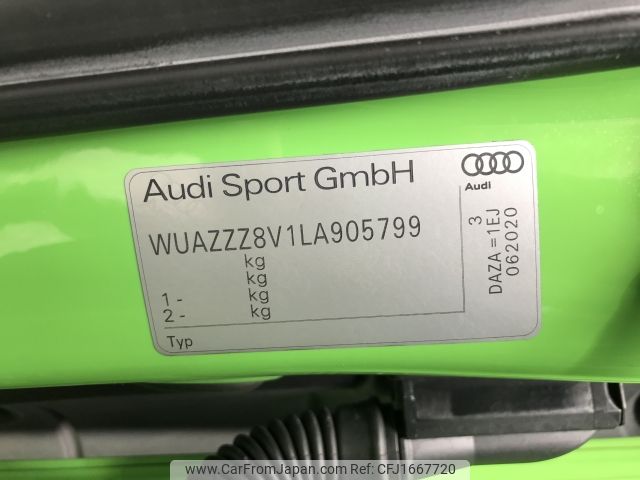 Audi Sport GmbH
Audi
WUAZZZ8V1LA905799
kg
kg
1 - kg
2 - kg
Typ
3
DAZA =1EJ
062020
www.CarFromJapan.com | REF ID: CFJ1667720